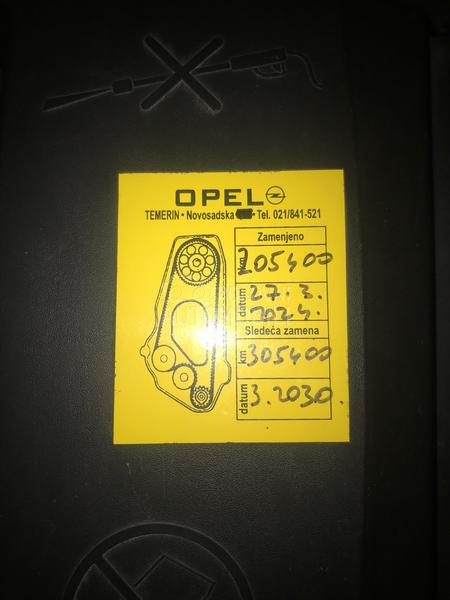 OPEL
TEMERIN • Novosadska • Tel. 021/841-521
Zamenjeno
km 205400
datum 27.3.
2024.
Sledeća zamena
km 305400
datum 3.2030.